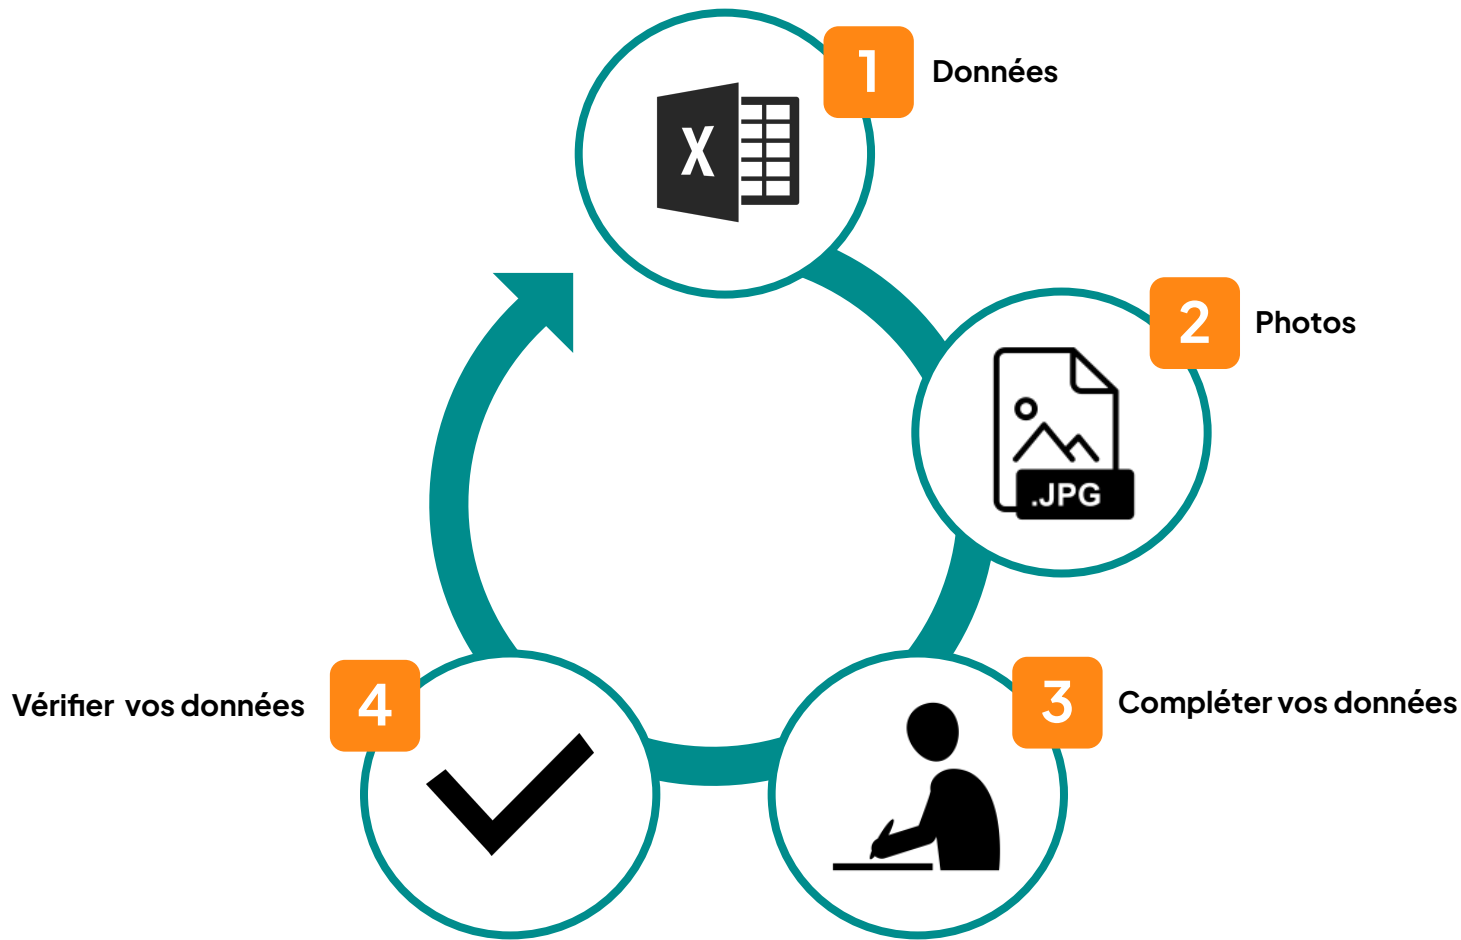 1
Données
X
2
Photos
.JPG
3
Compléter vos données
4
Vérifier vos données